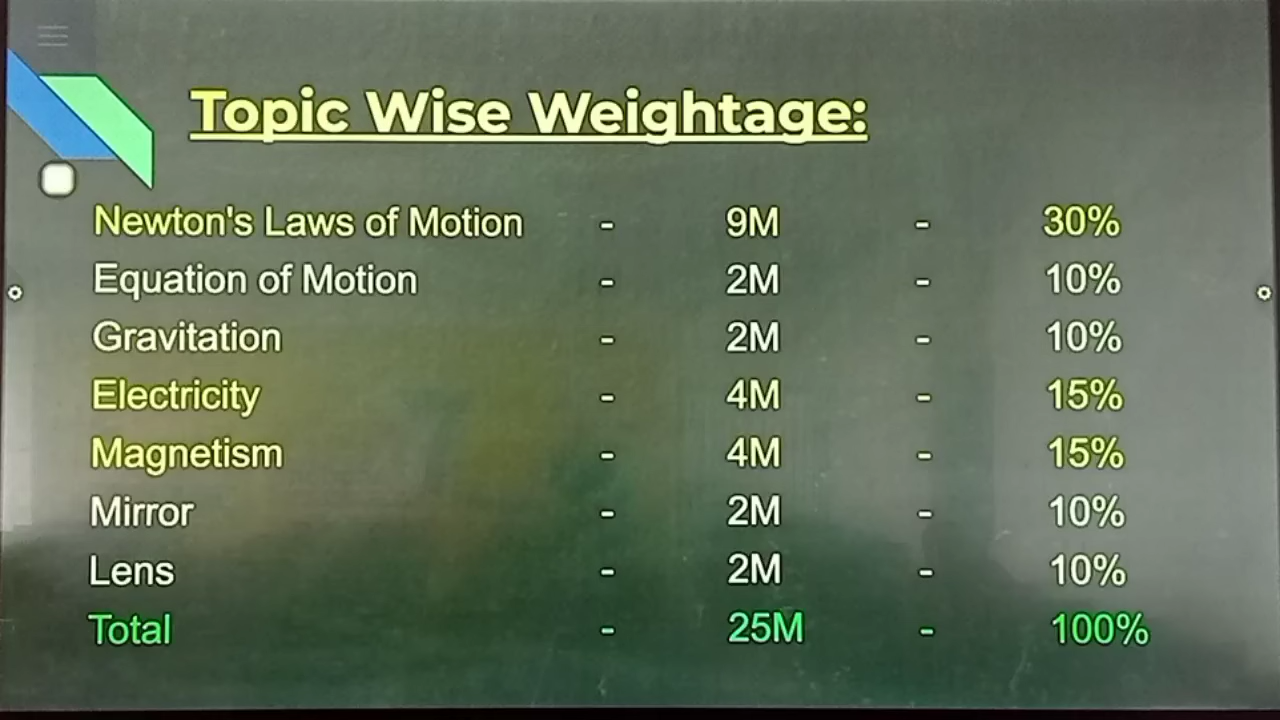 Topic Wise Weightage:
Newton's Laws of Motion - 9M - 30%
Equation of Motion - 2M - 10%
Gravitation - 2M - 10%
Electricity - 4M - 15%
Magnetism - 4M - 15%
Mirror - 2M - 10%
Lens - 2M - 10%
Total - 25M - 100%